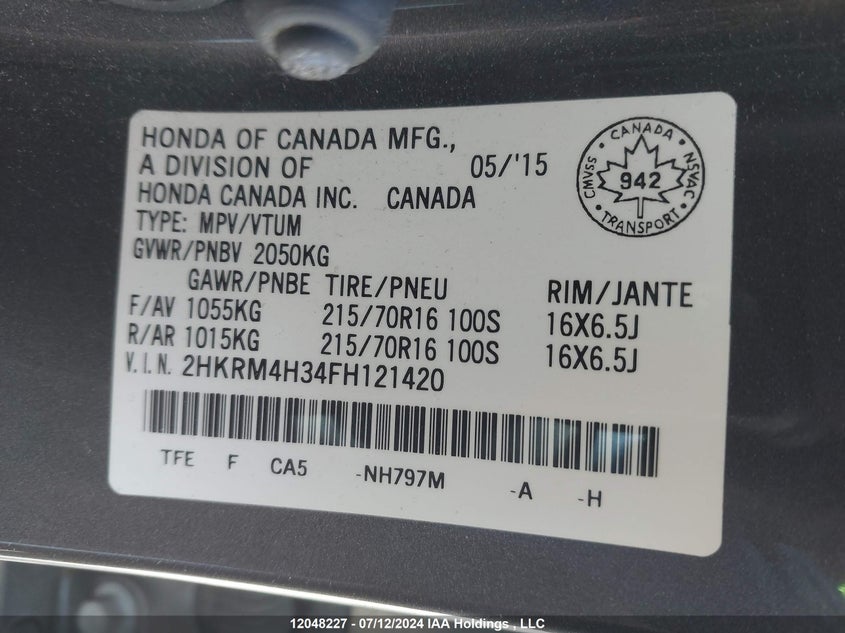 HONDA OF CANADA MFG.,
A DIVISION OF 05/'15
HONDA CANADA INC. CANADA
TYPE: MPV/VTUM
GVWR/PNBV 2050KG
GAWR/PNBE TIRE/PNEU RIM/JANTE
F/AV 1055KG 215/70R16 100S 16X6.5J
R/AR 1015KG 215/70R16 100S 16X6.5J
V.I.N. 2HKRM4H34FH121420
TFE F CA5 -NH797M -A -H
CANADA
CMVSS 942 NSVAC
TRANSPORT
12048227 - 07/12/2024 IAA Holdings , LLC